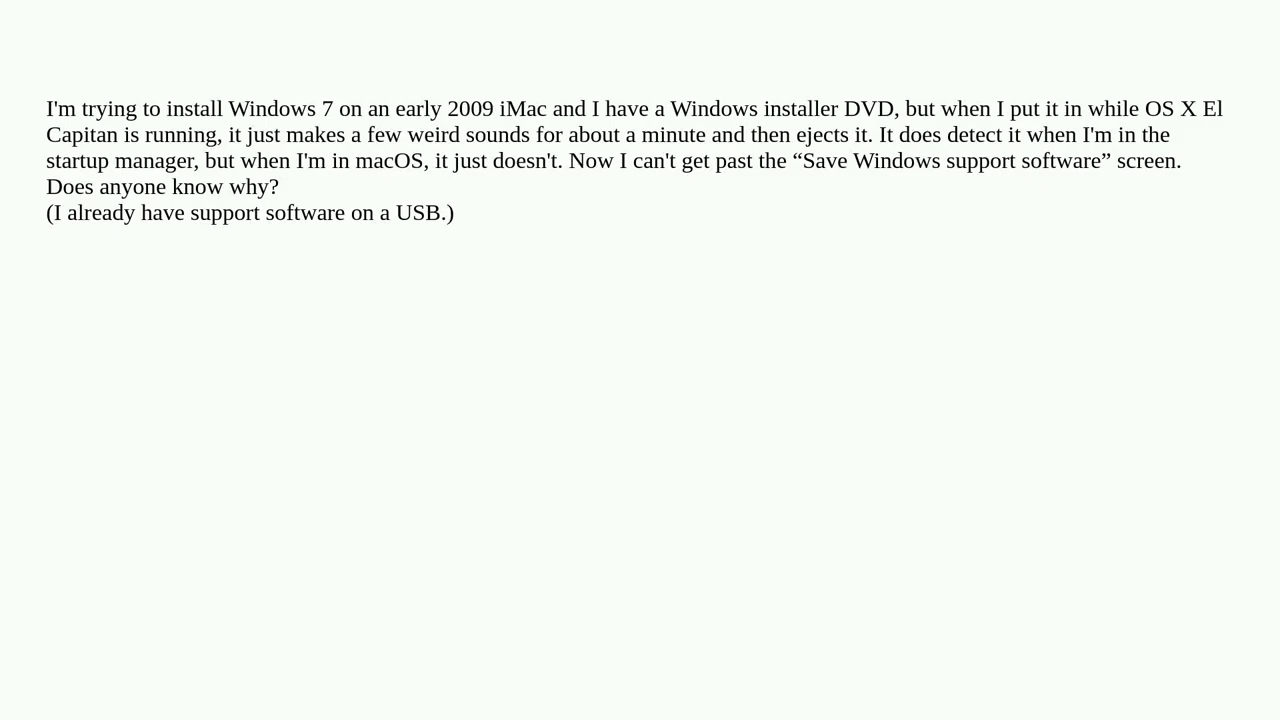 I'm trying to install Windows 7 on an early 2009 iMac and I have a Windows installer DVD, but when I put it in while OS X El
Capitan is running, it just makes a few weird sounds for about a minute and then ejects it. It does detect it when I'm in the
startup manager, but when I'm in macOS, it just doesn't. Now I can't get past the “Save Windows support software” screen.
Does anyone know why?
(I already have support software on a USB.)